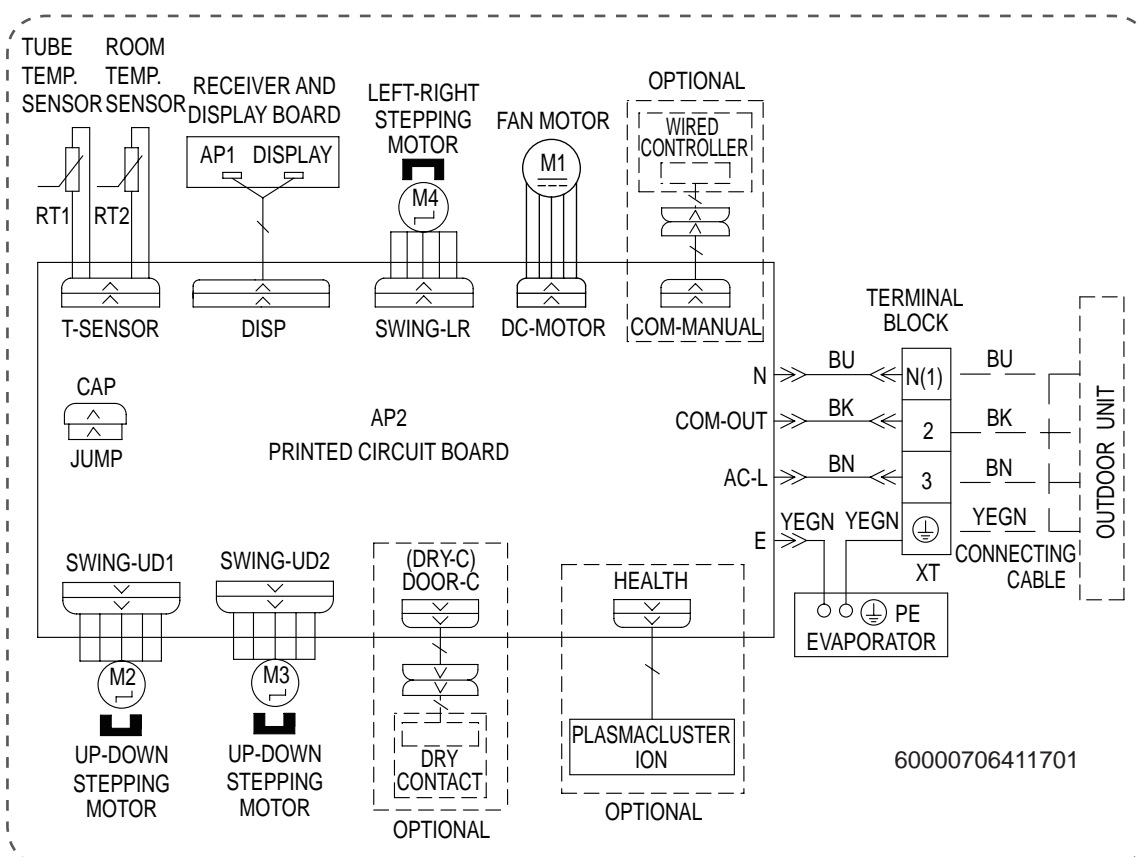 TUBE
TEMP.
SENSOR
ROOM
TEMP.
SENSOR
RECEIVER AND
DISPLAY BOARD
AP1 DISPLAY
LEFT-RIGHT
STEPPING
MOTOR
FAN MOTOR
OPTIONAL
WIRED
CONTROLLER
RT1
RT2
M4
M1
T-SENSOR
DISP
SWING-LR
DC-MOTOR
COM-MANUAL
TERMINAL
BLOCK
CAP
JUMP
AP2
PRINTED CIRCUIT BOARD
N
BU
N(1)
BU
COM-OUT
BK
2
BK
AC-L
BN
3
BN
E
YEGN
YEGN
YEGN
XT
CONNECTING
CABLE
OUTDOOR UNIT
PE
EVAPORATOR
SWING-UD1
SWING-UD2
(DRY-C)
DOOR-C
HEALTH
M2
M3
UP-DOWN
STEPPING
MOTOR
UP-DOWN
STEPPING
MOTOR
DRY
CONTACT
OPTIONAL
PLASMACLUSTER
ION
OPTIONAL
60000706411701